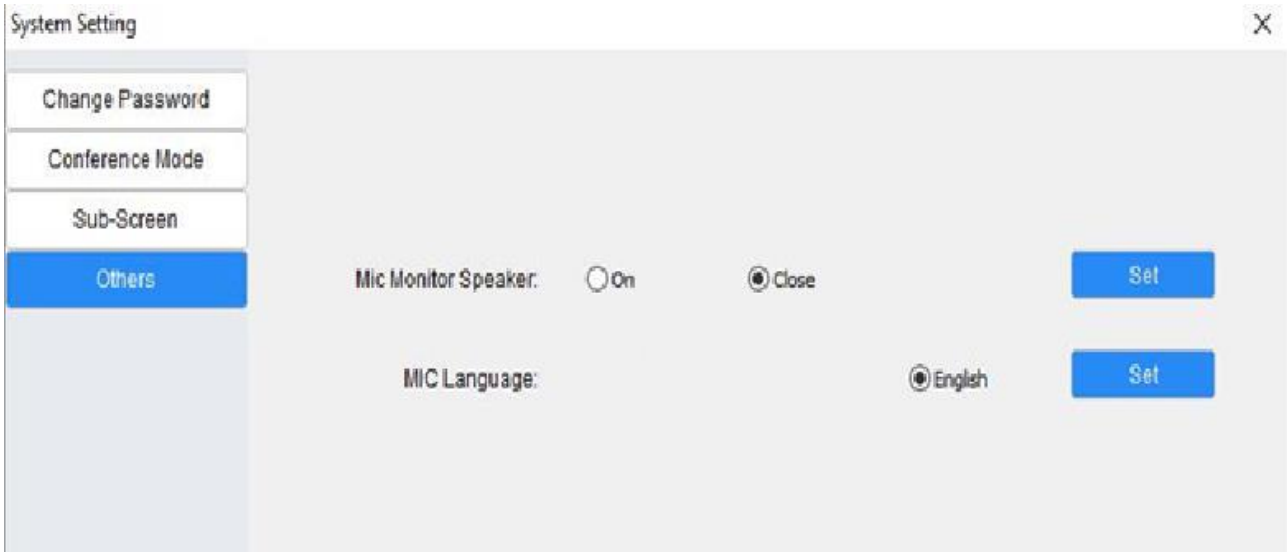 System Setting
Change Password
Conference Mode
Sub-Screen
Others
Mic Monitor Speaker: On Close Set
MIC Language: English Set